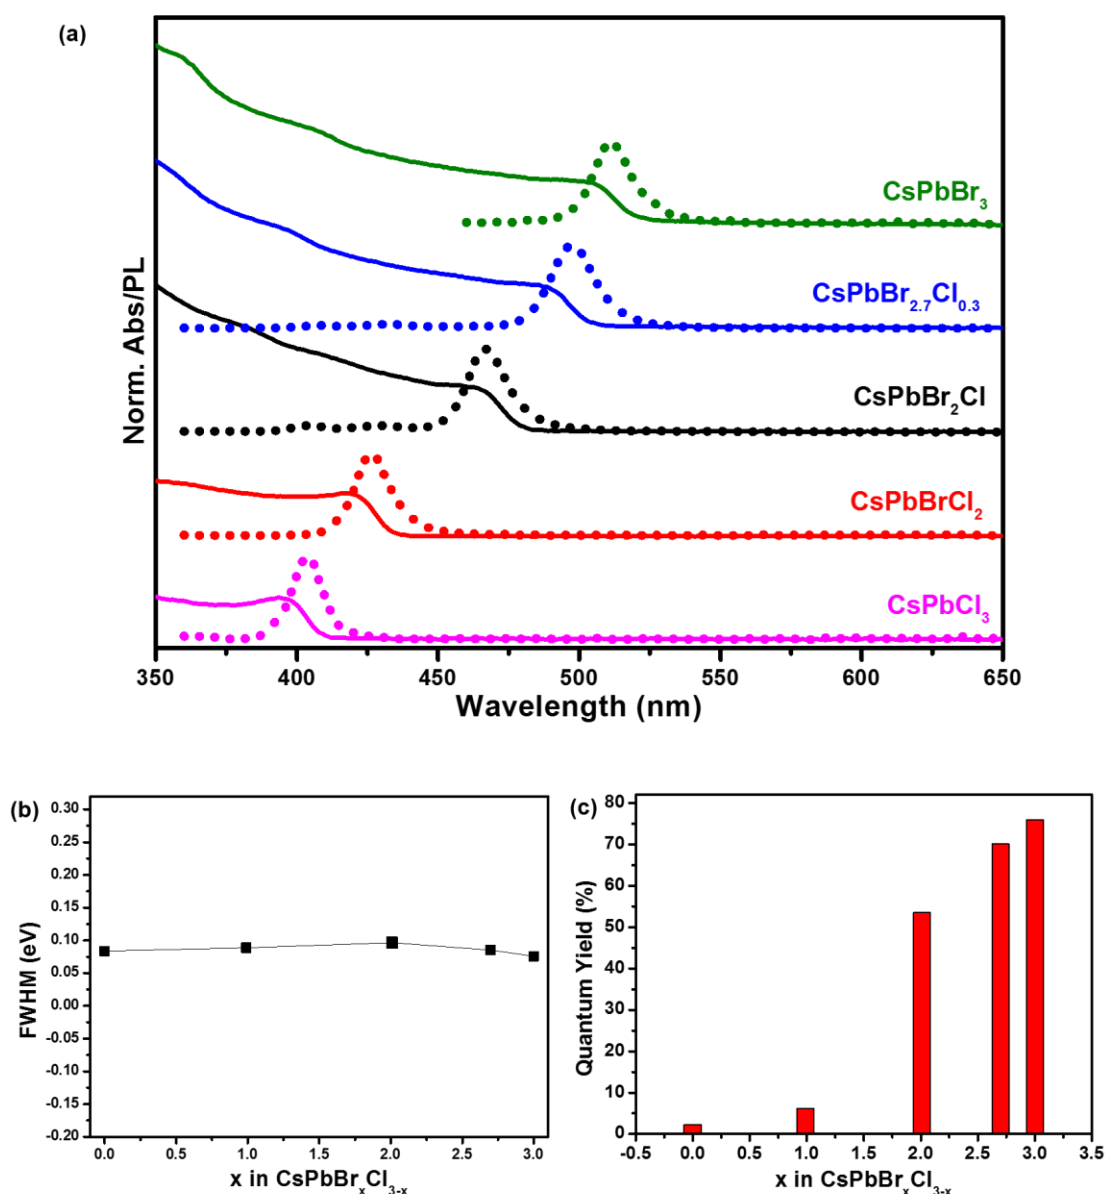 (a)
Norm. Abs/PL
CsPbBr3
CsPbBr2.7Cl0.3
CsPbBr2Cl
CsPbBrCl2
CsPbCl3
350 400 450 500 550 600 650
Wavelength (nm)
(b)
FWHM (eV)
0.30
0.25
0.20
0.15
0.10
0.05
0.00
-0.05
-0.10
-0.15
-0.20
0.0 0.5 1.0 1.5 2.0 2.5 3.0
x in CsPbBrxCl3-x
(c)
Quantum Yield (%)
80
70
60
50
40
30
20
10
0
-0.5 0.0 0.5 1.0 1.5 2.0 2.5 3.0 3.5
x in CsPbBrxCl3-x